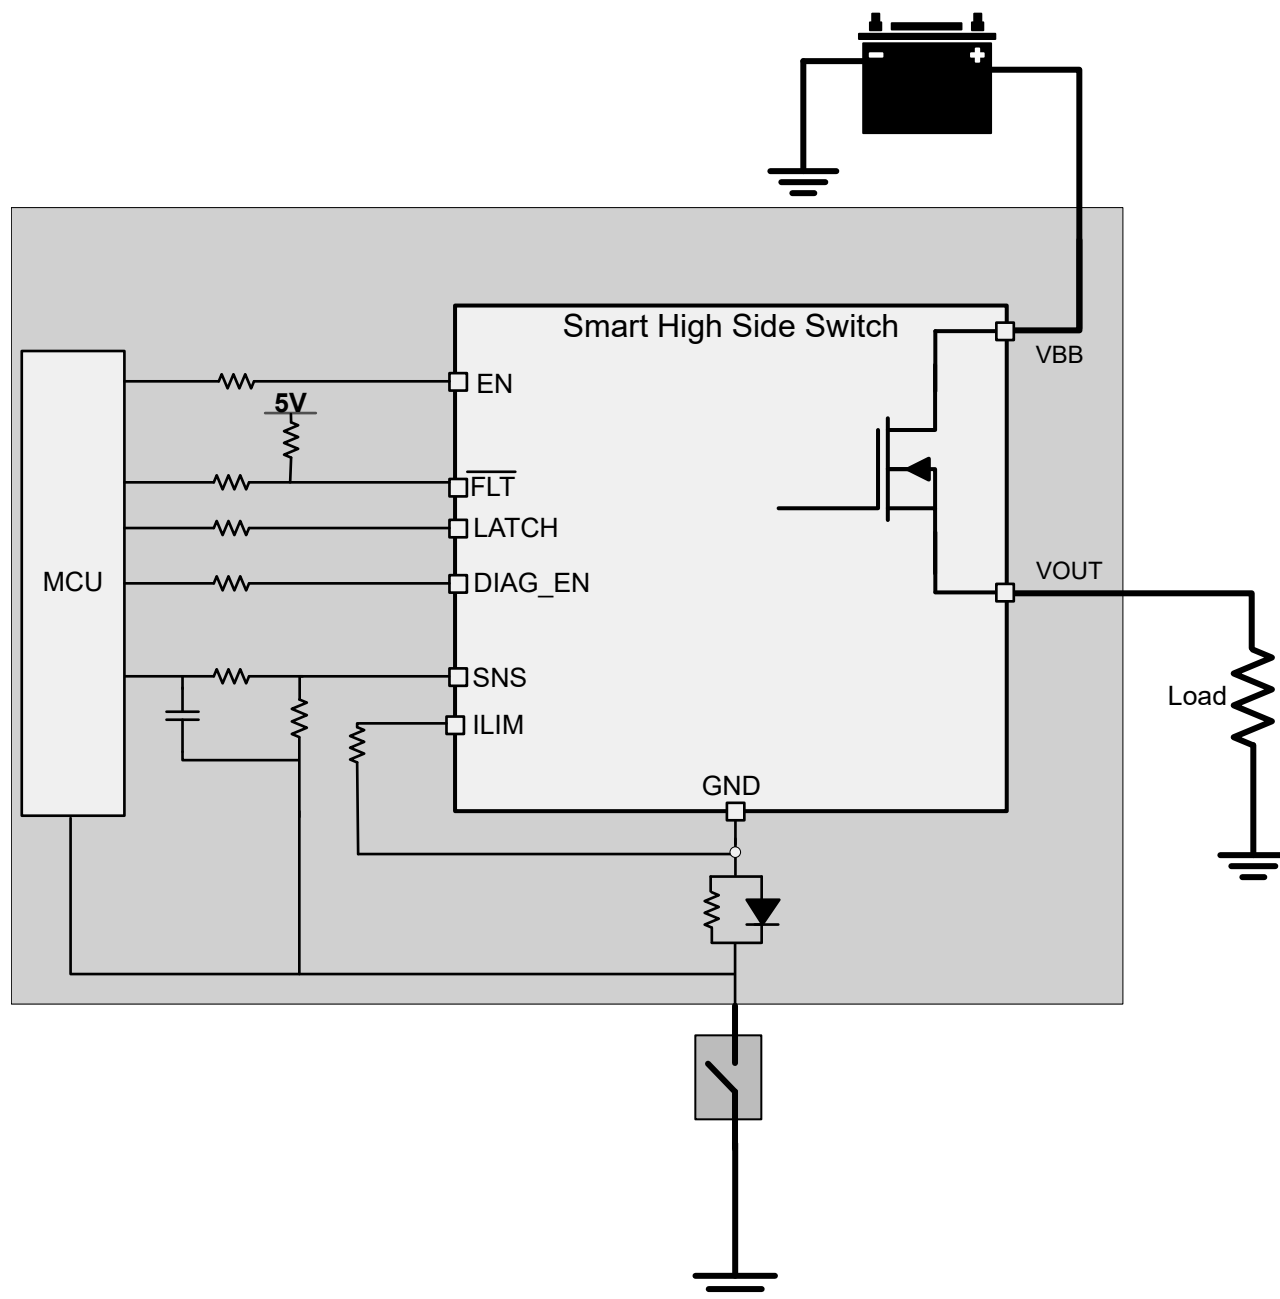 Smart High Side Switch
VBB
EN
5V
FLT
LATCH
VOUT
MCU
DIAG_EN
SNS
Load
ILIM
GND